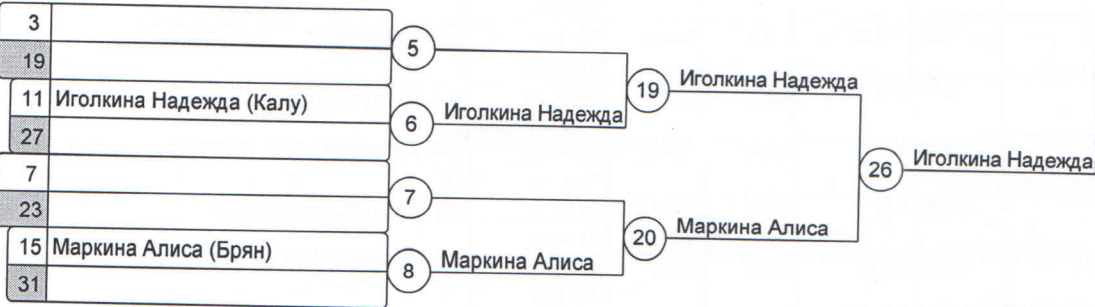 3
19
5
11 Иголкина Надежда (Калу)
27
6
Иголкина Надежда
19
Иголкина Надежда
7
23
7
15 Маркина Алиса (Брян)
31
8
Маркина Алиса
20
Маркина Алиса
26
Иголкина Надежда